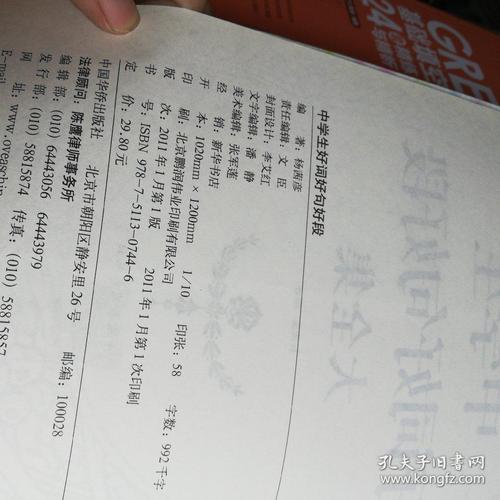 中学生好词好句好段
编 著：杨茜彦
责任编辑：文 臣
封面设计：李艾红
文字编辑：潘 静
美术编辑：张军莲
经 销：新华书店
开 本：1020mm×1200mm 1/10 印张：58 字数：992千字
印 刷：北京鹏润伟业印刷有限公司
版 次：2011年1月第1版 2011年1月第1次印刷
书 号：ISBN 978-7-5113-0744-6
定 价：29.80元
中国华侨出版社 北京市朝阳区静安里26号 邮编：100028
法律顾问：陈鹰律师事务所
编辑部：(010) 64443056 64443979
发行部：(010) 58815874 传真：(010) 58815857
网 址：www.oveaschin
E-mail
GRE
24
大全集
孔夫子旧书网
www.kongfz.com